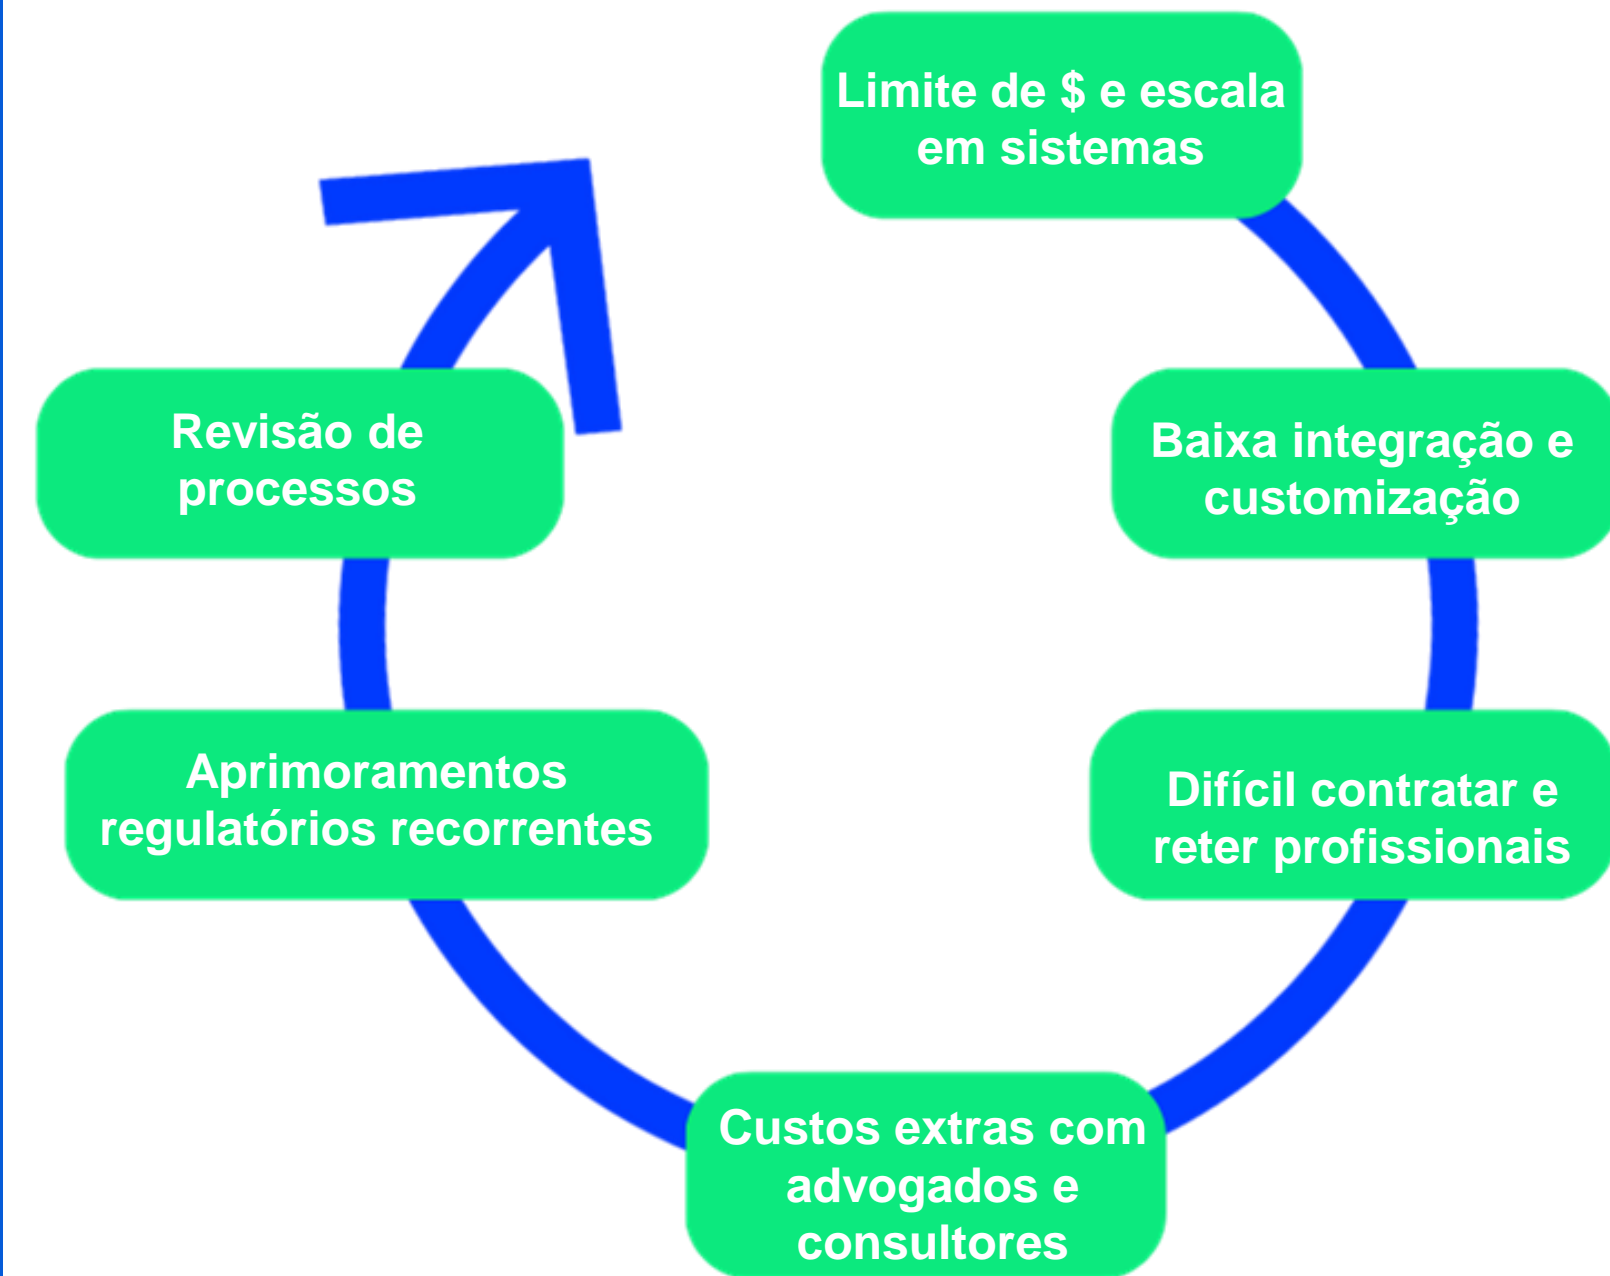 Limite de $ e escala
em sistemas
Baixa integração e
customização
Difícil contratar e
reter profissionais
Custos extras com
advogados e
consultores
Aprimoramentos
regulatórios recorrentes
Revisão de
processos